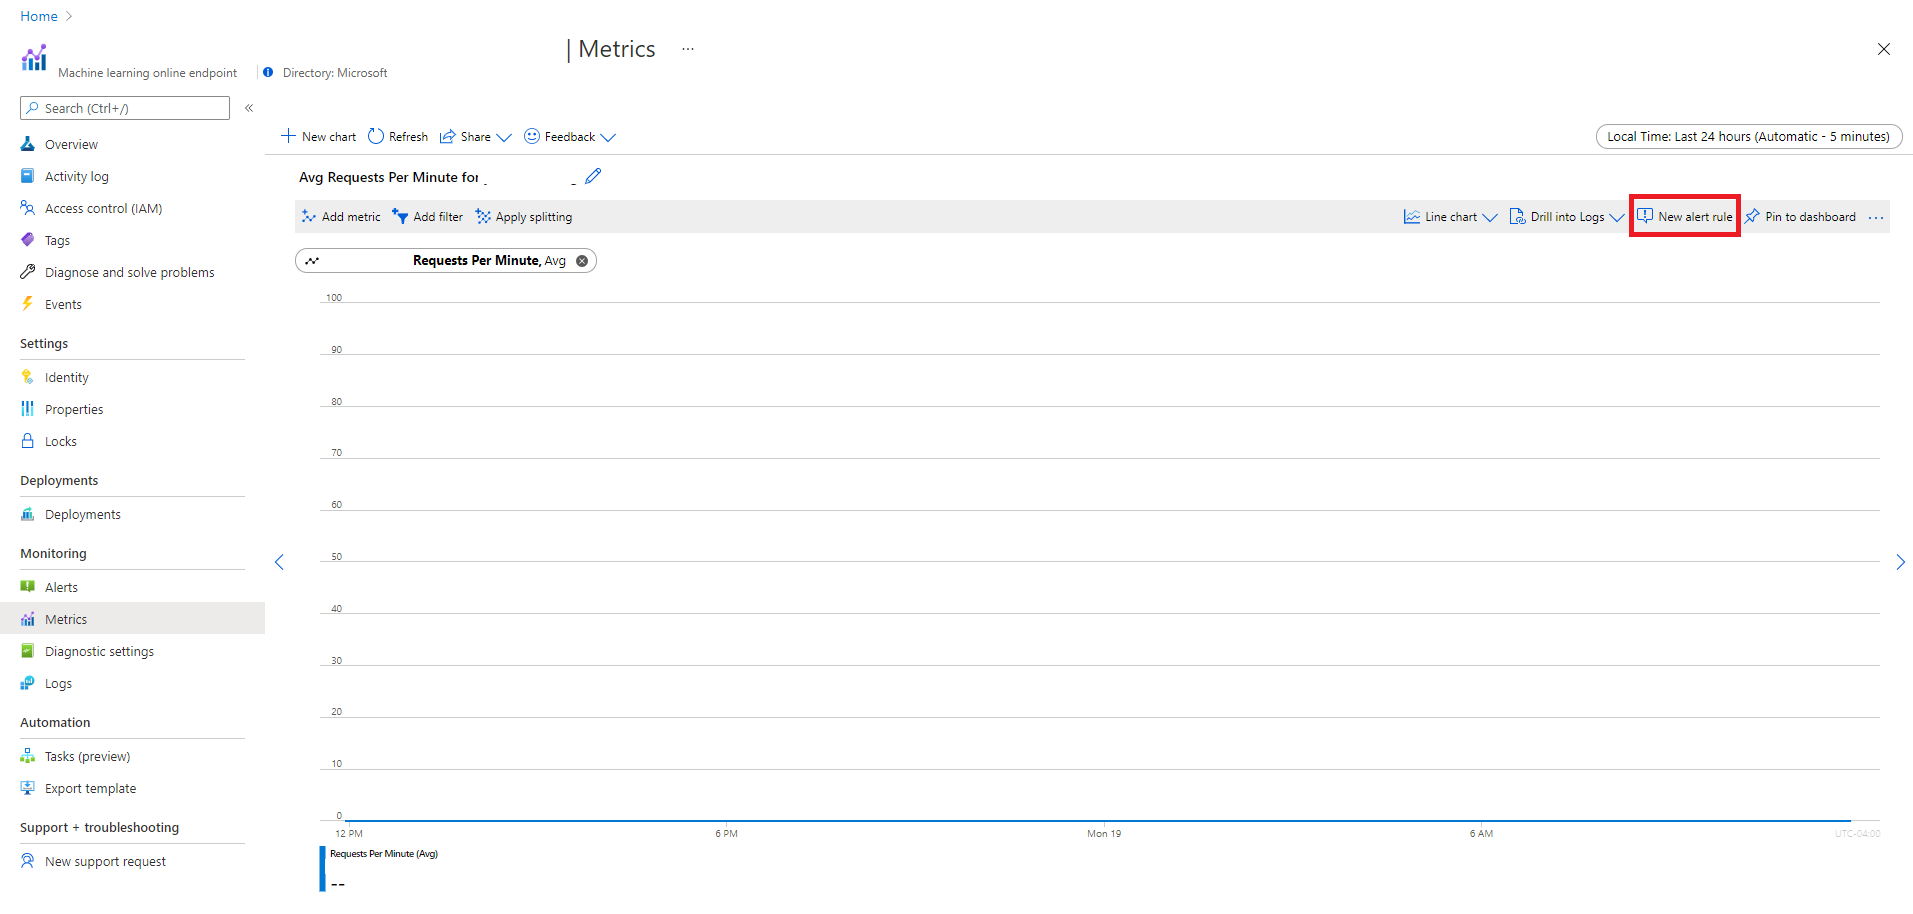 Home
| Metrics ...
Machine learning online endpoint
Directory: Microsoft
Search (Ctrl+/)
«
Overview
Activity log
Access control (IAM)
Tags
Diagnose and solve problems
Events
Settings
Identity
Properties
Locks
Deployments
Deployments
Monitoring
Alerts
Metrics
Diagnostic settings
Logs
Automation
Tasks (preview)
Export template
Support + troubleshooting
New support request
New chart Refresh Share Feedback
Local Time: Last 24 hours (Automatic - 5 minutes)
Avg Requests Per Minute for
Add metric Add filter Apply splitting
Line chart Drill into Logs New alert rule Pin to dashboard ...
Requests Per Minute, Avg
100
90
80
70
60
50
40
30
20
10
0
12 PM 6 PM Mon 19 6 AM UTC-04:00
Requests Per Minute (Avg)
--